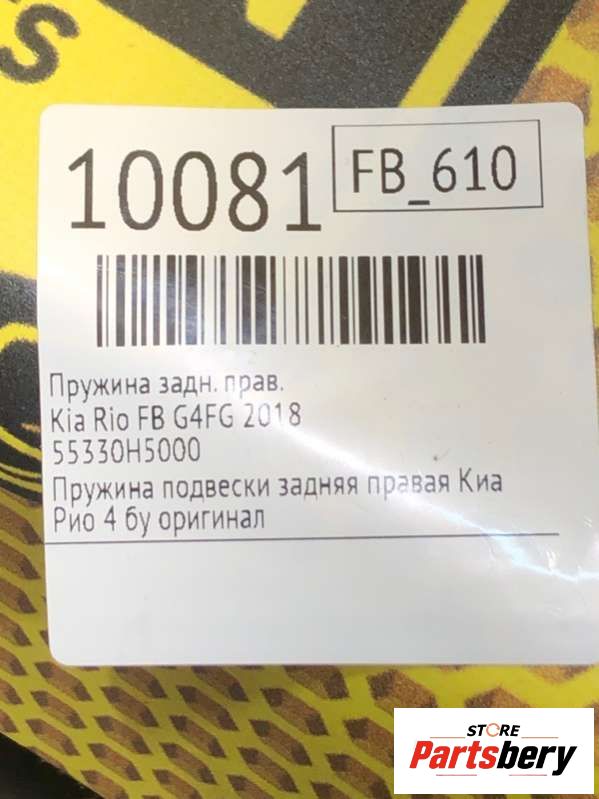 S
10081
FB_610
Пружина задн. прав.
Kia Rio FB G4FG 2018
55330H5000
Пружина подвески задняя правая Киа
Рио 4 бу оригинал
STORE
Partsbery